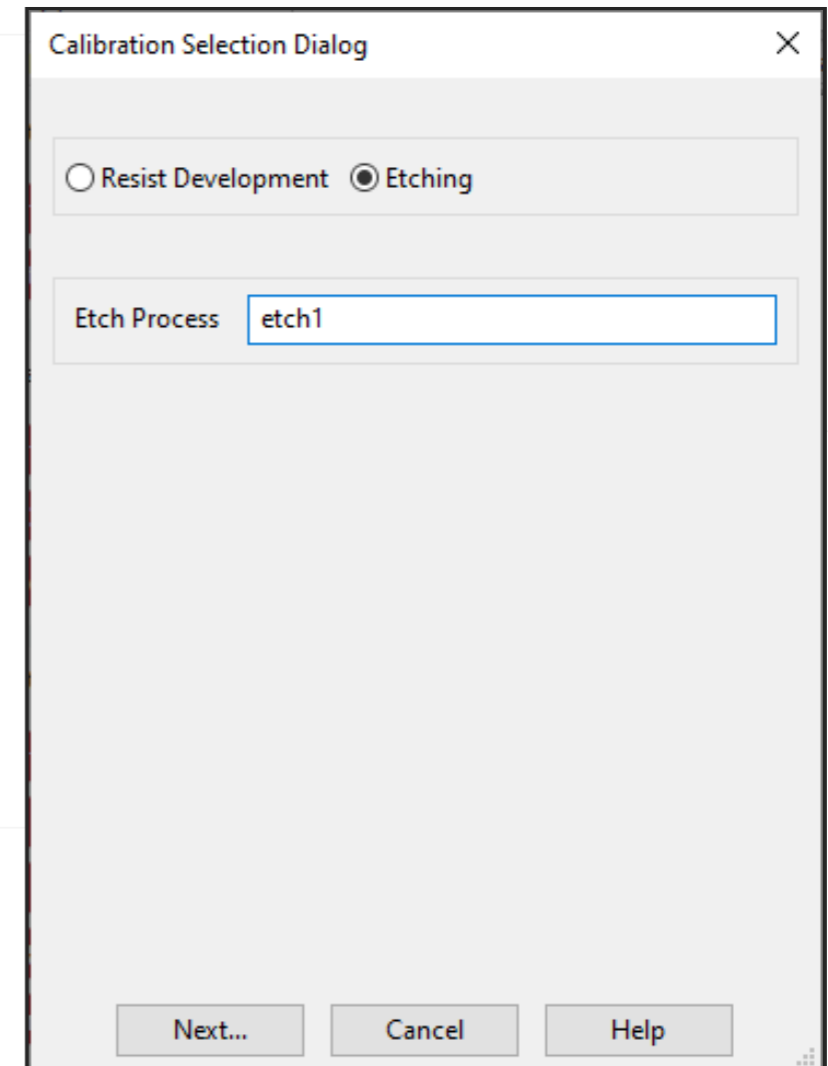 Calibration Selection Dialog
Resist Development Etching
Etch Process etch1
Next... Cancel Help